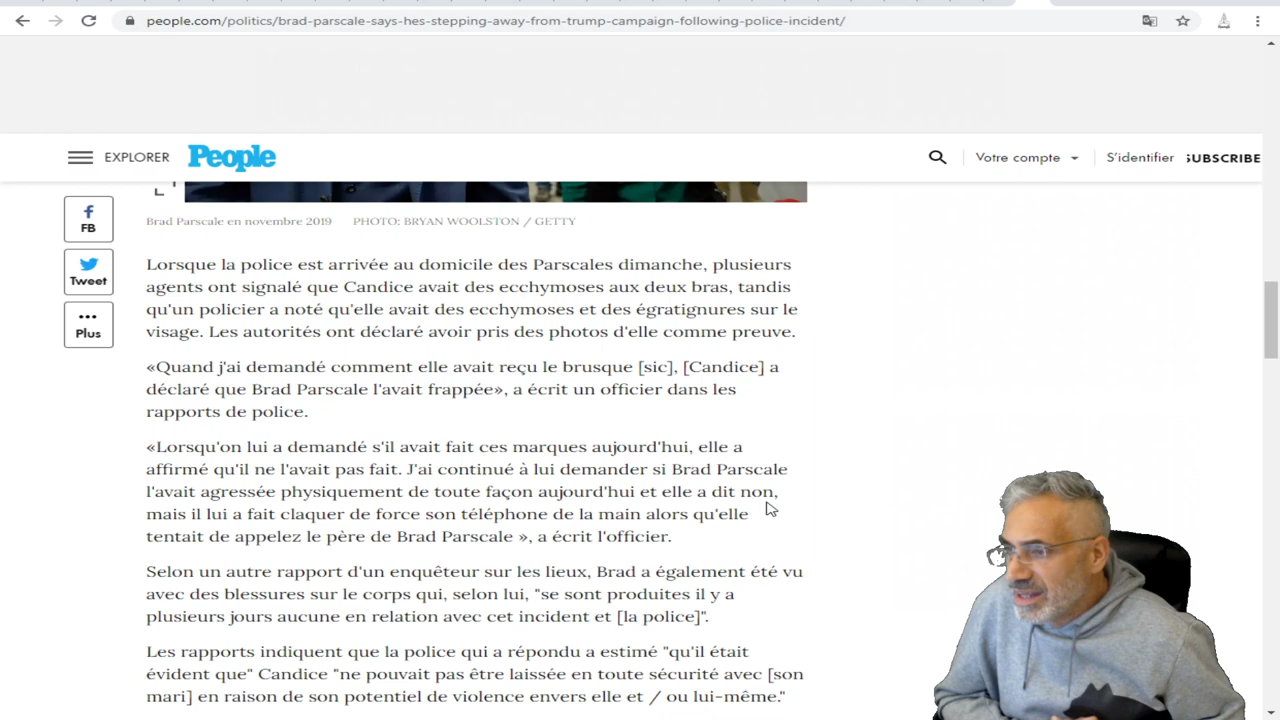 people.com/politics/brad-parscale-says-hes-stepping-away-from-trump-campaign-following-police-incident/
EXPLORER
People
Votre compte
S'identifier
SUBSCRIBE
FB
Tweet
Plus
Brad Parscale en novembre 2019 PHOTO: BRYAN WOOLSTON / GETTY
Lorsque la police est arrivée au domicile des Parscales dimanche, plusieurs
agents ont signalé que Candice avait des ecchymoses aux deux bras, tandis
qu'un policier a noté qu'elle avait des ecchymoses et des égratignures sur le
visage. Les autorités ont déclaré avoir pris des photos d'elle comme preuve.
«Quand j'ai demandé comment elle avait reçu le brusque [sic], [Candice] a
déclaré que Brad Parscale l'avait frappée», a écrit un officier dans les
rapports de police.
«Lorsqu'on lui a demandé s'il avait fait ces marques aujourd'hui, elle a
affirmé qu'il ne l'avait pas fait. J'ai continué à lui demander si Brad Parscale
l'avait agressée physiquement de toute façon aujourd'hui et elle a dit non,
mais il lui a fait claquer de force son téléphone de la main alors qu'elle
tentait de appelez le père de Brad Parscale », a écrit l'officier.
Selon un autre rapport d'un enquêteur sur les lieux, Brad a également été vu
avec des blessures sur le corps qui, selon lui, "se sont produites il y a
plusieurs jours aucune en relation avec cet incident et [la police]".
Les rapports indiquent que la police qui a répondu a estimé "qu'il était
évident que" Candice "ne pouvait pas être laissée en toute sécurité avec [son
mari] en raison de son potentiel de violence envers elle et / ou lui-même."